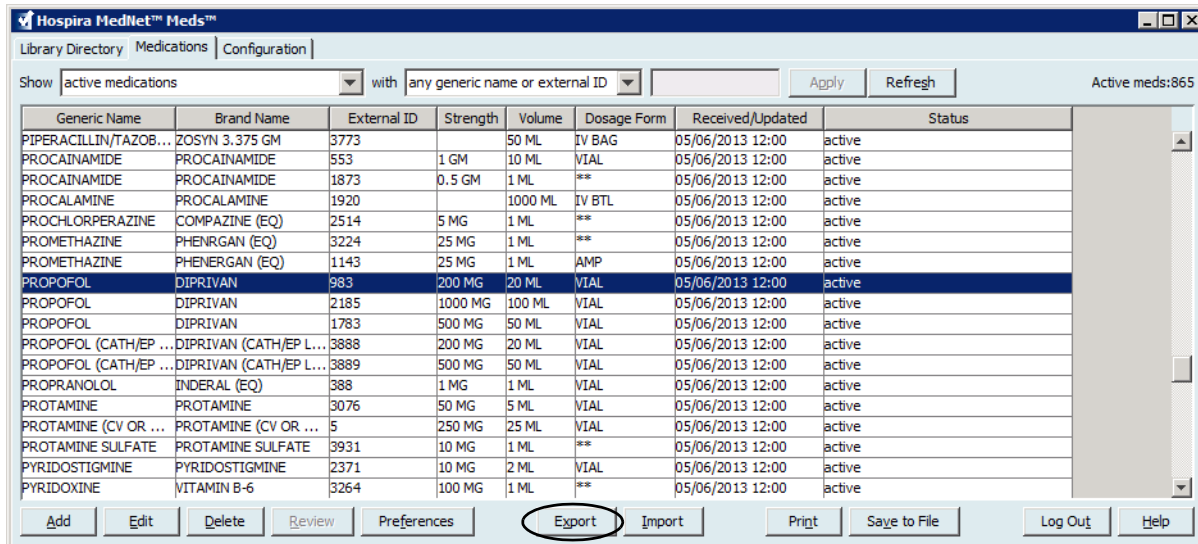 Hospira MedNet™ Meds™
Library Directory Medications Configuration
Show active medications with any generic name or external ID Apply Refresh Active meds:865
Generic Name Brand Name External ID Strength Volume Dosage Form Received/Updated Status
PIPERACILLIN/TAZOB... ZOSYN 3.375 GM 3773 50 ML IV BAG 05/06/2013 12:00 active
PROCAINAMIDE PROCAINAMIDE 553 1 GM 10 ML VIAL 05/06/2013 12:00 active
PROCAINAMIDE PROCAINAMIDE 1873 0.5 GM 1 ML ** 05/06/2013 12:00 active
PROCALAMINE PROCALAMINE 1920 1000 ML IV BTL 05/06/2013 12:00 active
PROCHLORPERAZINE COMPAZINE (EQ) 2514 5 MG 1 ML ** 05/06/2013 12:00 active
PROMETHAZINE PHENRGAN (EQ) 3224 25 MG 1 ML ** 05/06/2013 12:00 active
PROMETHAZINE PHENERGAN (EQ) 1143 25 MG 1 ML AMP 05/06/2013 12:00 active
PROPOFOL DIPRIVAN 983 200 MG 20 ML VIAL 05/06/2013 12:00 active
PROPOFOL DIPRIVAN 2185 1000 MG 100 ML VIAL 05/06/2013 12:00 active
PROPOFOL DIPRIVAN 1783 500 MG 50 ML VIAL 05/06/2013 12:00 active
PROPOFOL (CATH/EP ... DIPRIVAN (CATH/EP L... 3888 200 MG 20 ML VIAL 05/06/2013 12:00 active
PROPOFOL (CATH/EP ... DIPRIVAN (CATH/EP L... 3889 500 MG 50 ML VIAL 05/06/2013 12:00 active
PROPRANOLOL INDERAL (EQ) 388 1 MG 1 ML VIAL 05/06/2013 12:00 active
PROTAMINE PROTAMINE 3076 50 MG 5 ML VIAL 05/06/2013 12:00 active
PROTAMINE (CV OR ... PROTAMINE (CV OR ... 5 250 MG 25 ML VIAL 05/06/2013 12:00 active
PROTAMINE SULFATE PROTAMINE SULFATE 3931 10 MG 1 ML ** 05/06/2013 12:00 active
PYRIDOSTIGMINE PYRIDOSTIGMINE 2371 10 MG 2 ML VIAL 05/06/2013 12:00 active
PYRIDOXINE VITAMIN B-6 3264 100 MG 1 ML ** 05/06/2013 12:00 active
Add Edit Delete Review Preferences Export Import Print Save to File Log Out Help